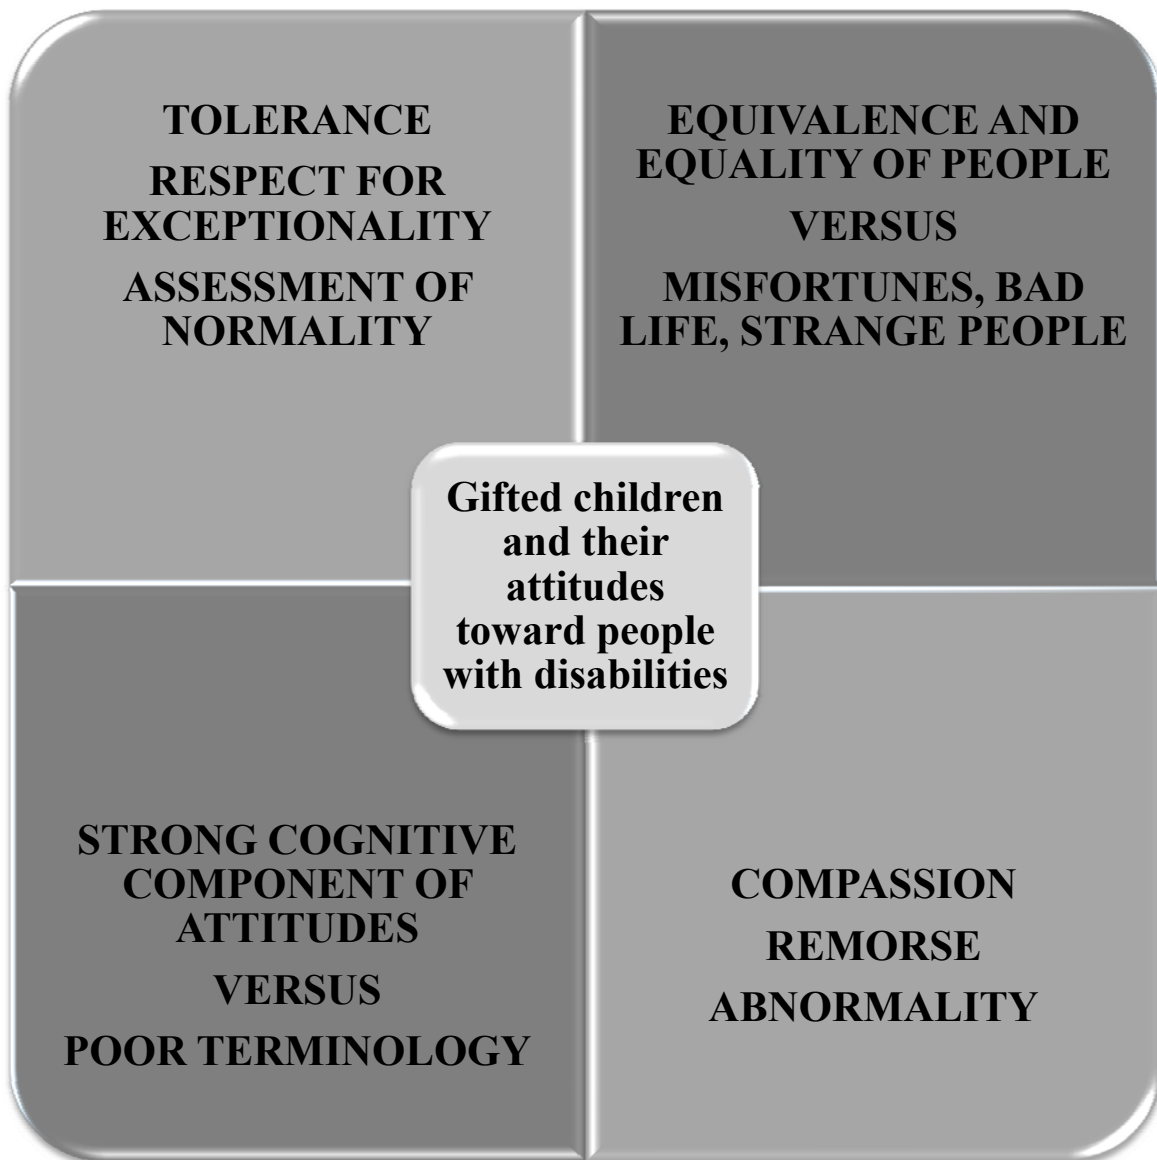 TOLERANCE
RESPECT FOR
EXCEPTIONALITY
ASSESSMENT OF
NORMALITY
EQUIVALENCE AND
EQUALITY OF PEOPLE
VERSUS
MISFORTUNES, BAD
LIFE, STRANGE PEOPLE
Gifted children
and their
attitudes
toward people
with disabilities
STRONG COGNITIVE
COMPONENT OF
ATTITUDES
VERSUS
POOR TERMINOLOGY
COMPASSION
REMORSE
ABNORMALITY